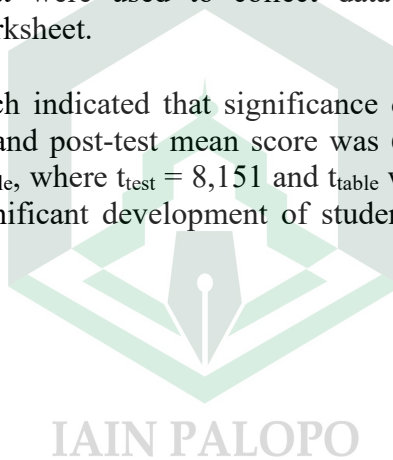 were used to collect data
rksheet.
ch indicated that significance
and post-test mean score was
le, where ttest = 8,151 and ttable
nificant development of studen
IAIN PALOPO